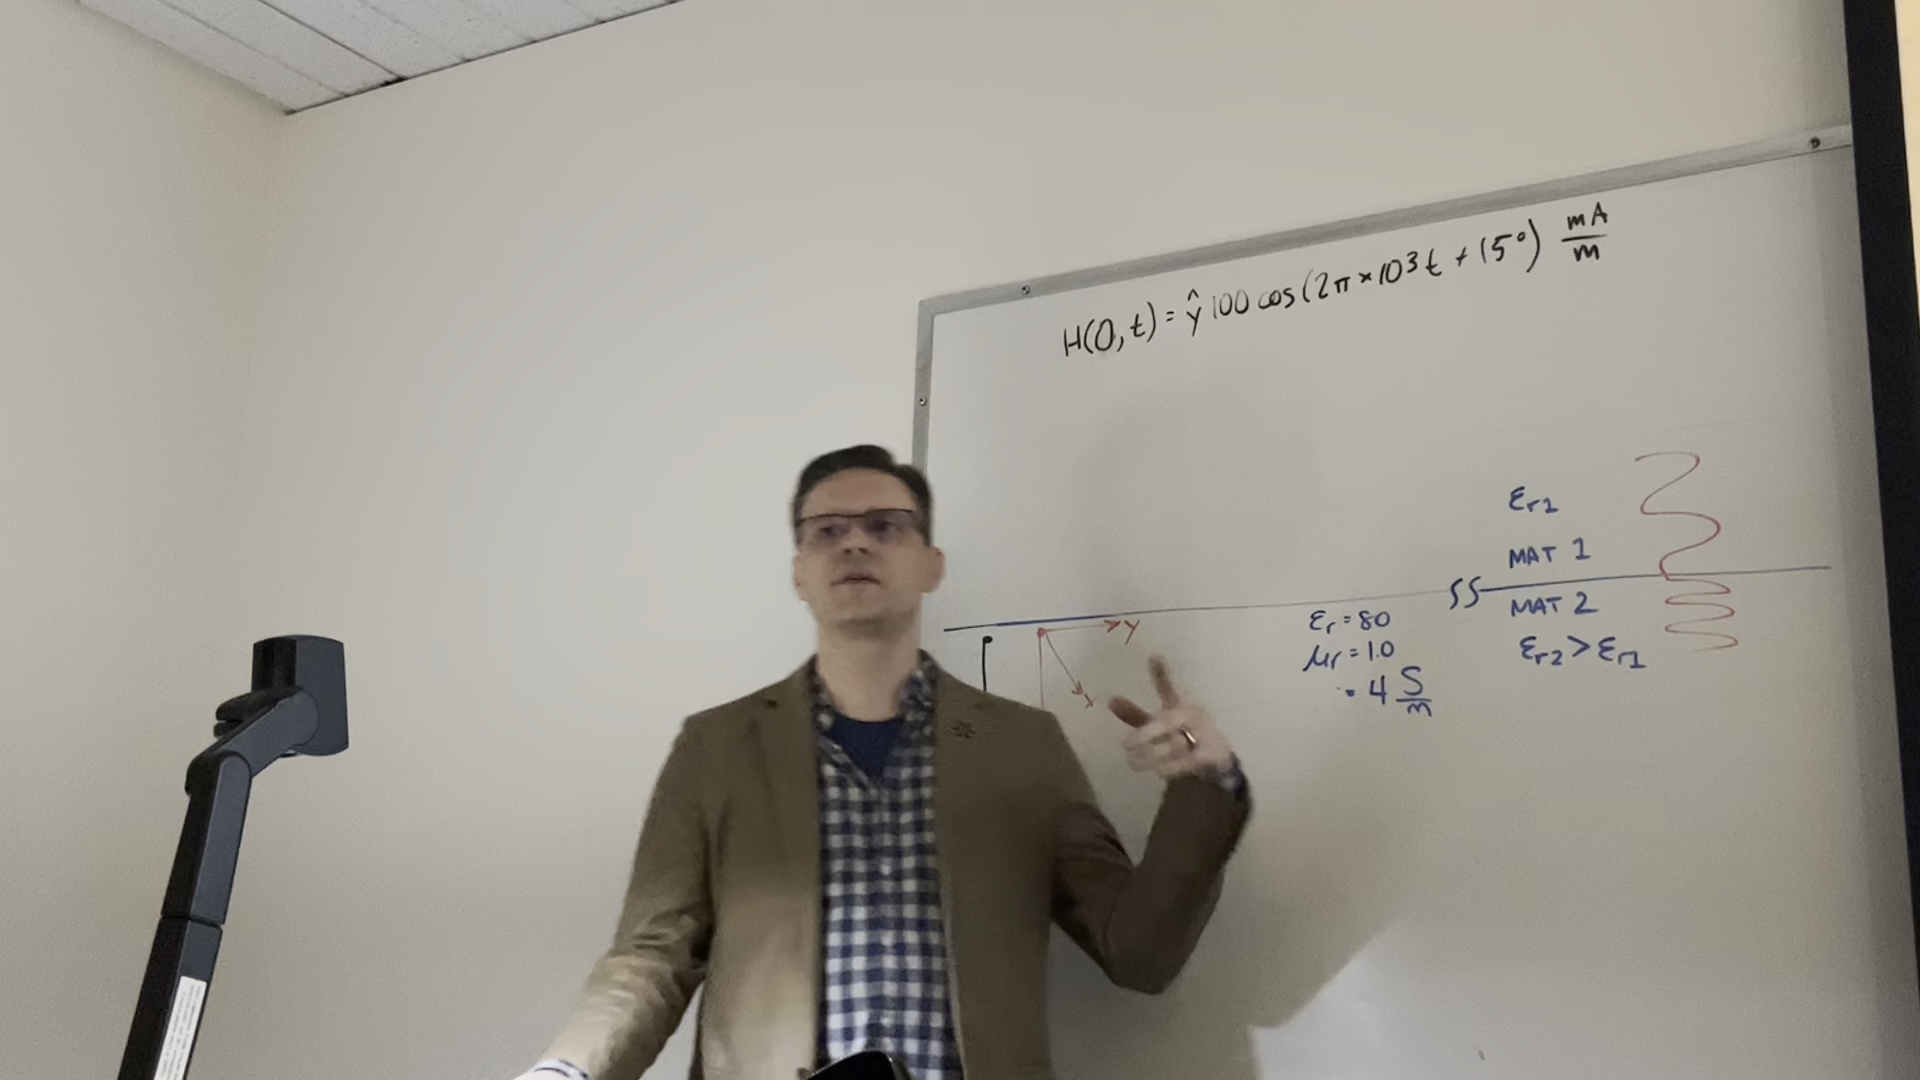 H(0,t) = ŷ 100 cos(2π×10³t + 15°) mA/m
εr1
MAT 1
MAT 2
εr2 > εr1
εr = 80
μr = 1.0
4 S/m
y
x